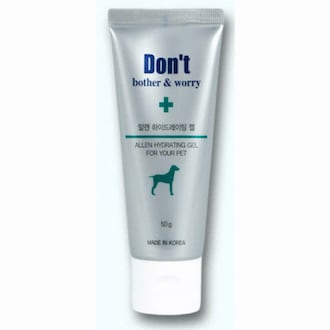 Don't
bother & worry
알렌 하이드레이팅 젤
ALLEN HYDRATING GEL
FOR YOUR PET
50g
MADE IN KOREA